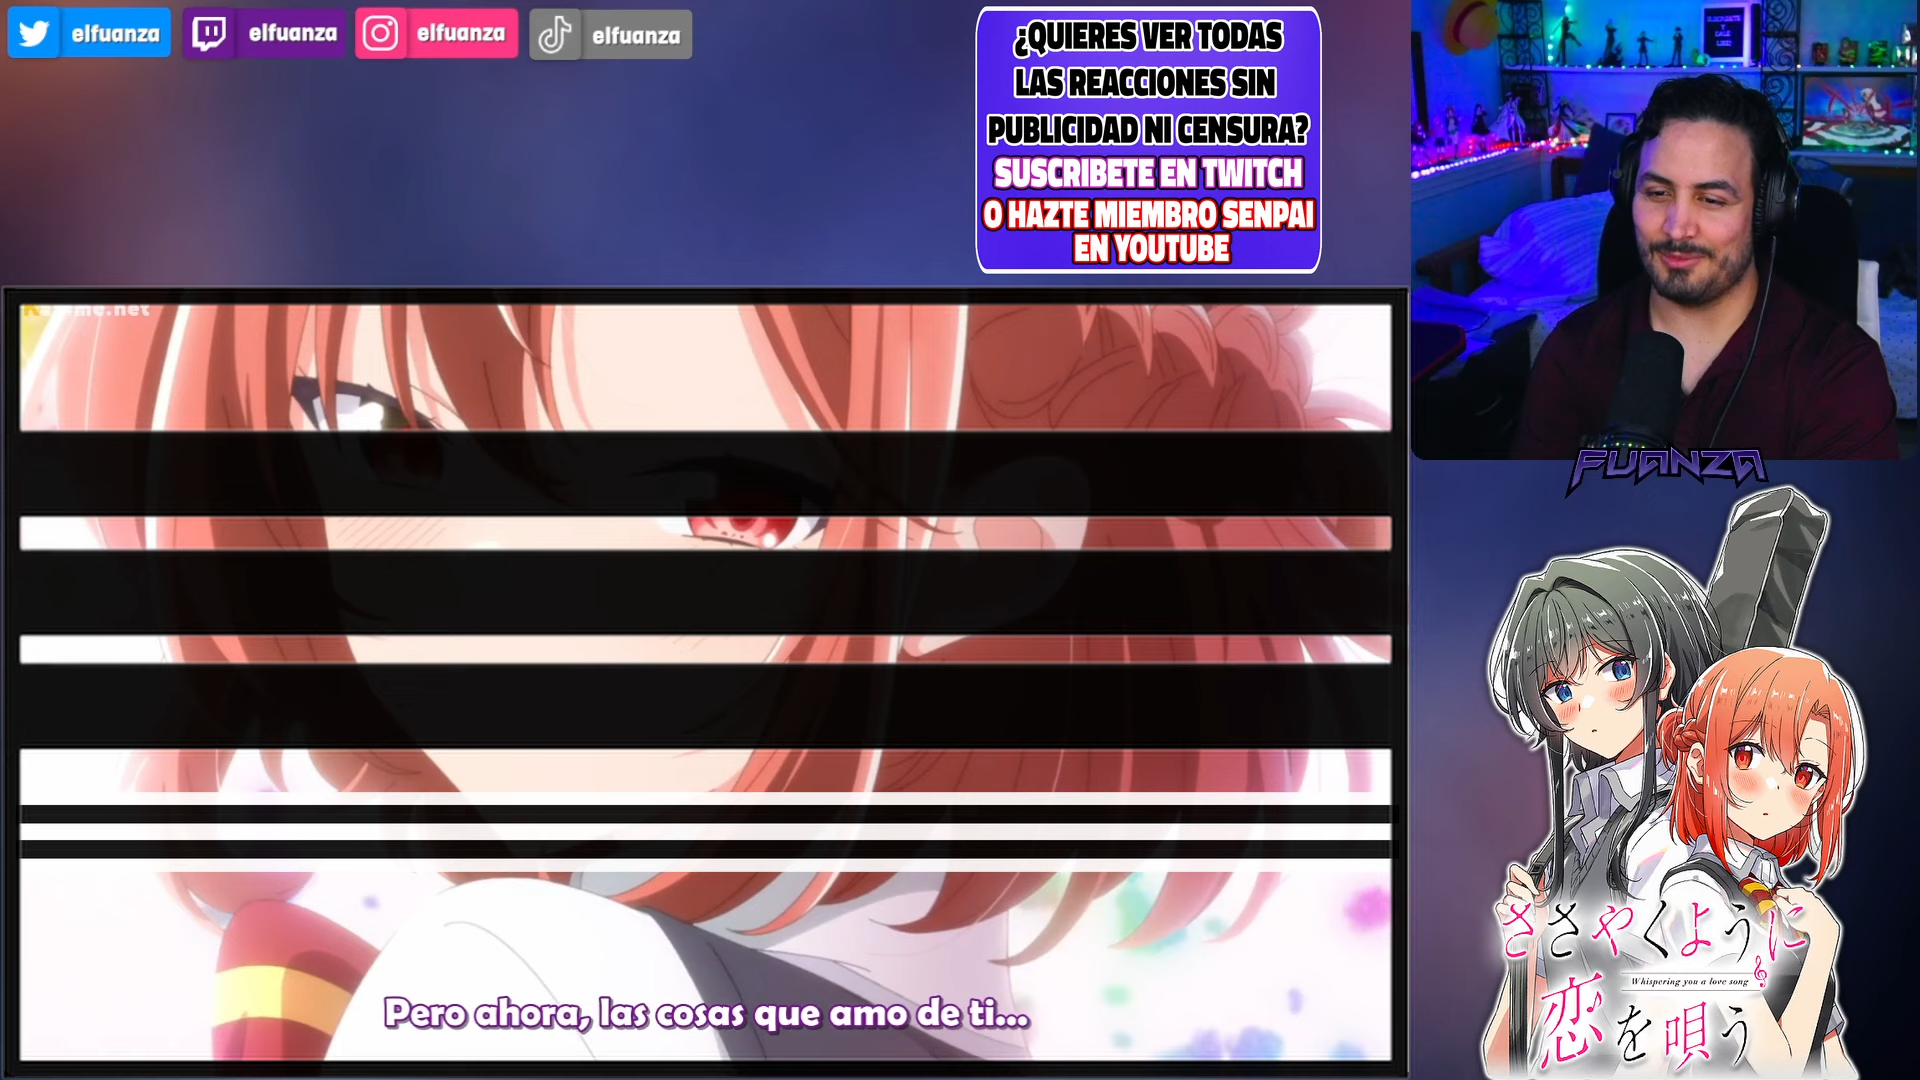 elfuanza
elfuanza
elfuanza
elfuanza
¿QUIERES VER TODAS
LAS REACCIONES SIN
PUBLICIDAD NI CENSURA?
SUSCRIBETE EN TWITCH
O HAZTE MIEMBRO SENPAI
EN YOUTUBE
FUANZA
Pero ahora, las cosas que amo de ti...
ささやくように
Whispering you a love song
恋を唄う